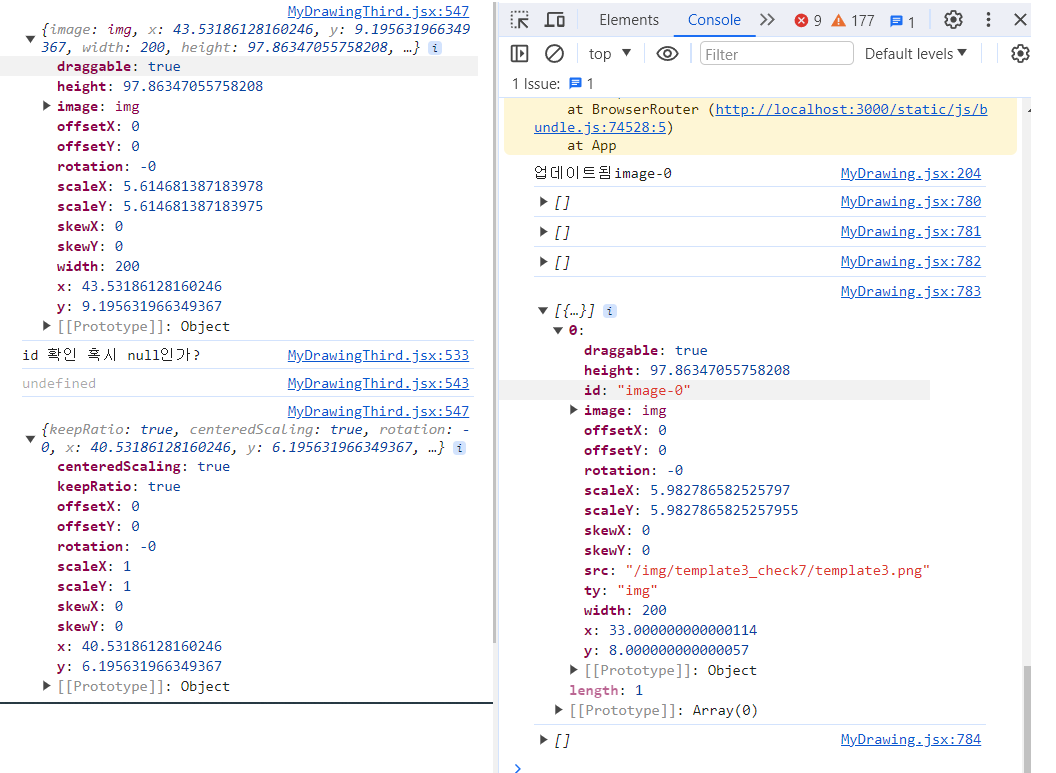 MyDrawingThird.jsx:547
{image: img, x: 43.53186128160246, y: 9.19563196634​9
367, width: 200, height: 97.86347055758208, …} i
draggable: true
height: 97.86347055758208
image: img
offsetX: 0
offsetY: 0
rotation: -0
scaleX: 5.614681387183978
scaleY: 5.614681387183975
skewX: 0
skewY: 0
width: 200
x: 43.53186128160246
y: 9.195631966349367
[[Prototype]]: Object
id 확인 혹시 null인가?
MyDrawingThird.jsx:533
undefined
MyDrawingThird.jsx:543
MyDrawingThird.jsx:547
{keepRatio: true, centeredScaling: true, rotation: -
0, x: 40.53186128160246, y: 6.195631966349367, …} i
centeredScaling: true
keepRatio: true
offsetX: 0
offsetY: 0
rotation: -0
scaleX: 1
scaleY: 1
skewX: 0
skewY: 0
x: 40.53186128160246
y: 6.195631966349367
[[Prototype]]: Object
Elements Console 9 177 1
top Filter Default levels
1 Issue: 1
at BrowserRouter (http://localhost:3000/static/js/b
undle.js:74528:5)
at App
업데이트됨image-0
MyDrawing.jsx:204
[]
MyDrawing.jsx:780
[]
MyDrawing.jsx:781
[]
MyDrawing.jsx:782
MyDrawing.jsx:783
[{…}] i
0:
draggable: true
height: 97.86347055758208
id: "image-0"
image: img
offsetX: 0
offsetY: 0
rotation: -0
scaleX: 5.982786582525797
scaleY: 5.9827865825257955
skewX: 0
skewY: 0
src: "/img/template3_check7/template3.png"
ty: "img"
width: 200
x: 33.000000000000114
y: 8.000000000000057
[[Prototype]]: Object
length: 1
[[Prototype]]: Array(0)
[]
MyDrawing.jsx:784